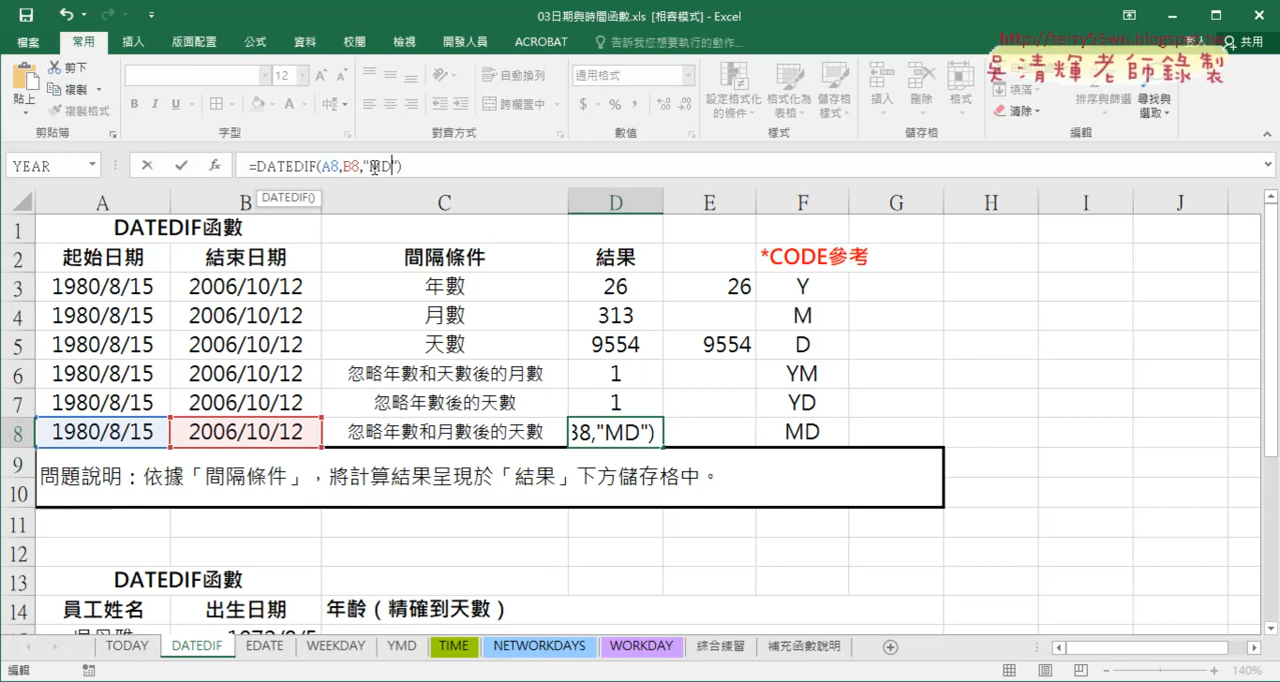 03日期與時間函數.xls [相容模式] - Excel
檔案 常用 插入 版面配置 公式 資料 校閱 檢視 開發人員 ACROBAT 告訴我您想要執行的動作... 登入 共用
http://terry55wu.blogspot.tw
吳清輝老師錄製
貼上 剪下 複製 複製格式 剪貼簿
12 A A B I U A 中 字型
自動換列 跨欄置中 對齊方式
通用格式 $ % , 數值
設定格式化的條件 格式化為表格 儲存格樣式 樣式
插入 刪除 格式 儲存格
填滿 清除 排序與篩選 尋找與選取 編輯
YEAR fx =DATEDIF(A8,B8,"MD")
DATEDIF()
A B C D E F G H I J
1 DATEDIF函數
2 起始日期 結束日期 間隔條件 結果 *CODE參考
3 1980/8/15 2006/10/12 年數 26 26 Y
4 1980/8/15 2006/10/12 月數 313 M
5 1980/8/15 2006/10/12 天數 9554 9554 D
6 1980/8/15 2006/10/12 忽略年數和天數後的月數 1 YM
7 1980/8/15 2006/10/12 忽略年數後的天數 1 YD
8 1980/8/15 2006/10/12 忽略年數和月數後的天數 38,"MD") MD
9
10 問題說明：依據「間隔條件」，將計算結果呈現於「結果」下方儲存格中。
11
12
13 DATEDIF函數
14 員工姓名 出生日期 年齡（精確到天數）
TODAY DATEDIF EDATE WEEKDAY YMD TIME NETWORKDAYS WORKDAY 綜合練習 補充函數說明
編輯 140%